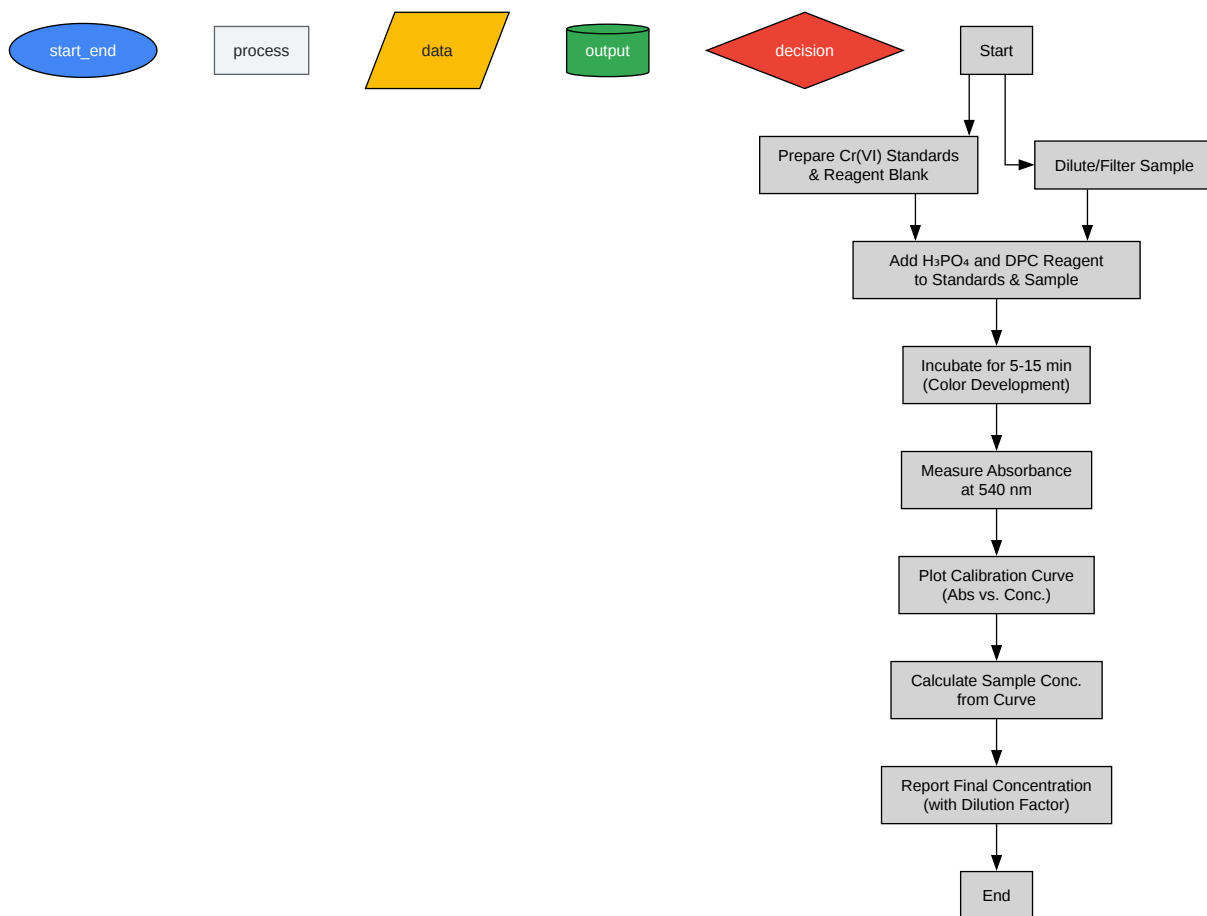 start_end
process
data
output
decision
Start
Prepare Cr(VI) Standards
& Reagent Blank
Dilute/Filter Sample
Add H₃PO₄ and DPC Reagent
to Standards & Sample
Incubate for 5-15 min
(Color Development)
Measure Absorbance
at 540 nm
Plot Calibration Curve
(Abs vs. Conc.)
Calculate Sample Conc.
from Curve
Report Final Concentration
(with Dilution Factor)
End